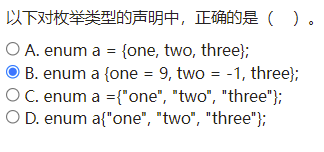 以下对枚举类型的声明中，正确的是（    ）。
A. enum a = {one, two, three};
B. enum a {one = 9, two = -1, three};
C. enum a ={"one", "two", "three"};
D. enum a{"one", "two", "three"};